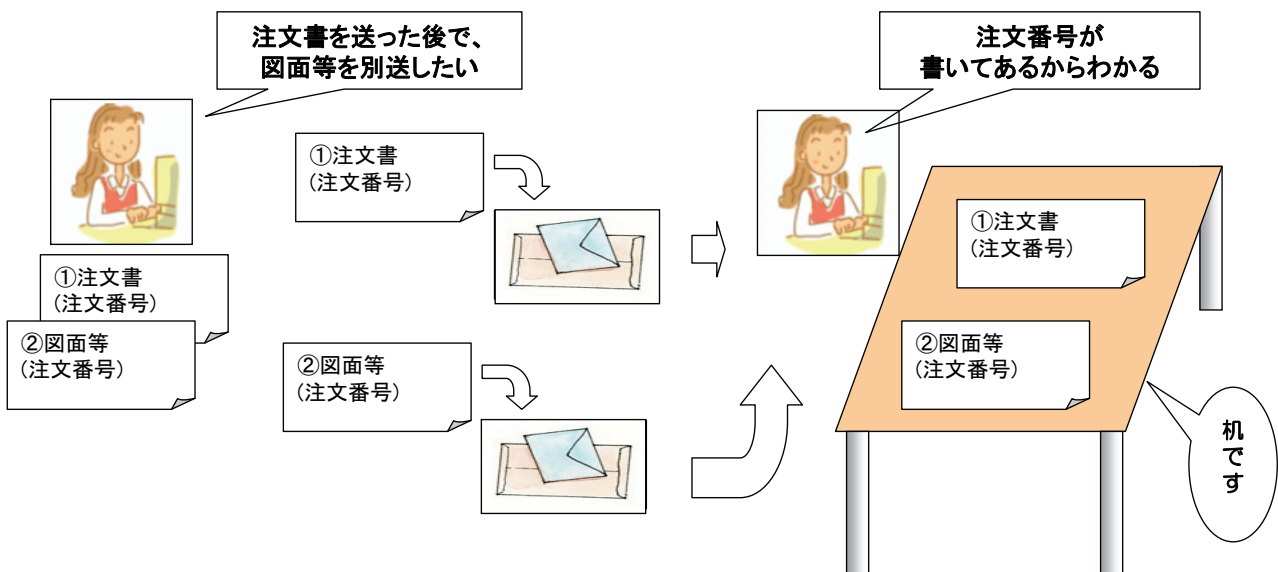 注文書を送った後で、
図面等を別送したい
注文番号が
書いてあるからわかる
①注文書
(注文番号)
②図面等
(注文番号)
①注文書
(注文番号)
②図面等
(注文番号)
①注文書
(注文番号)
②図面等
(注文番号)
机です